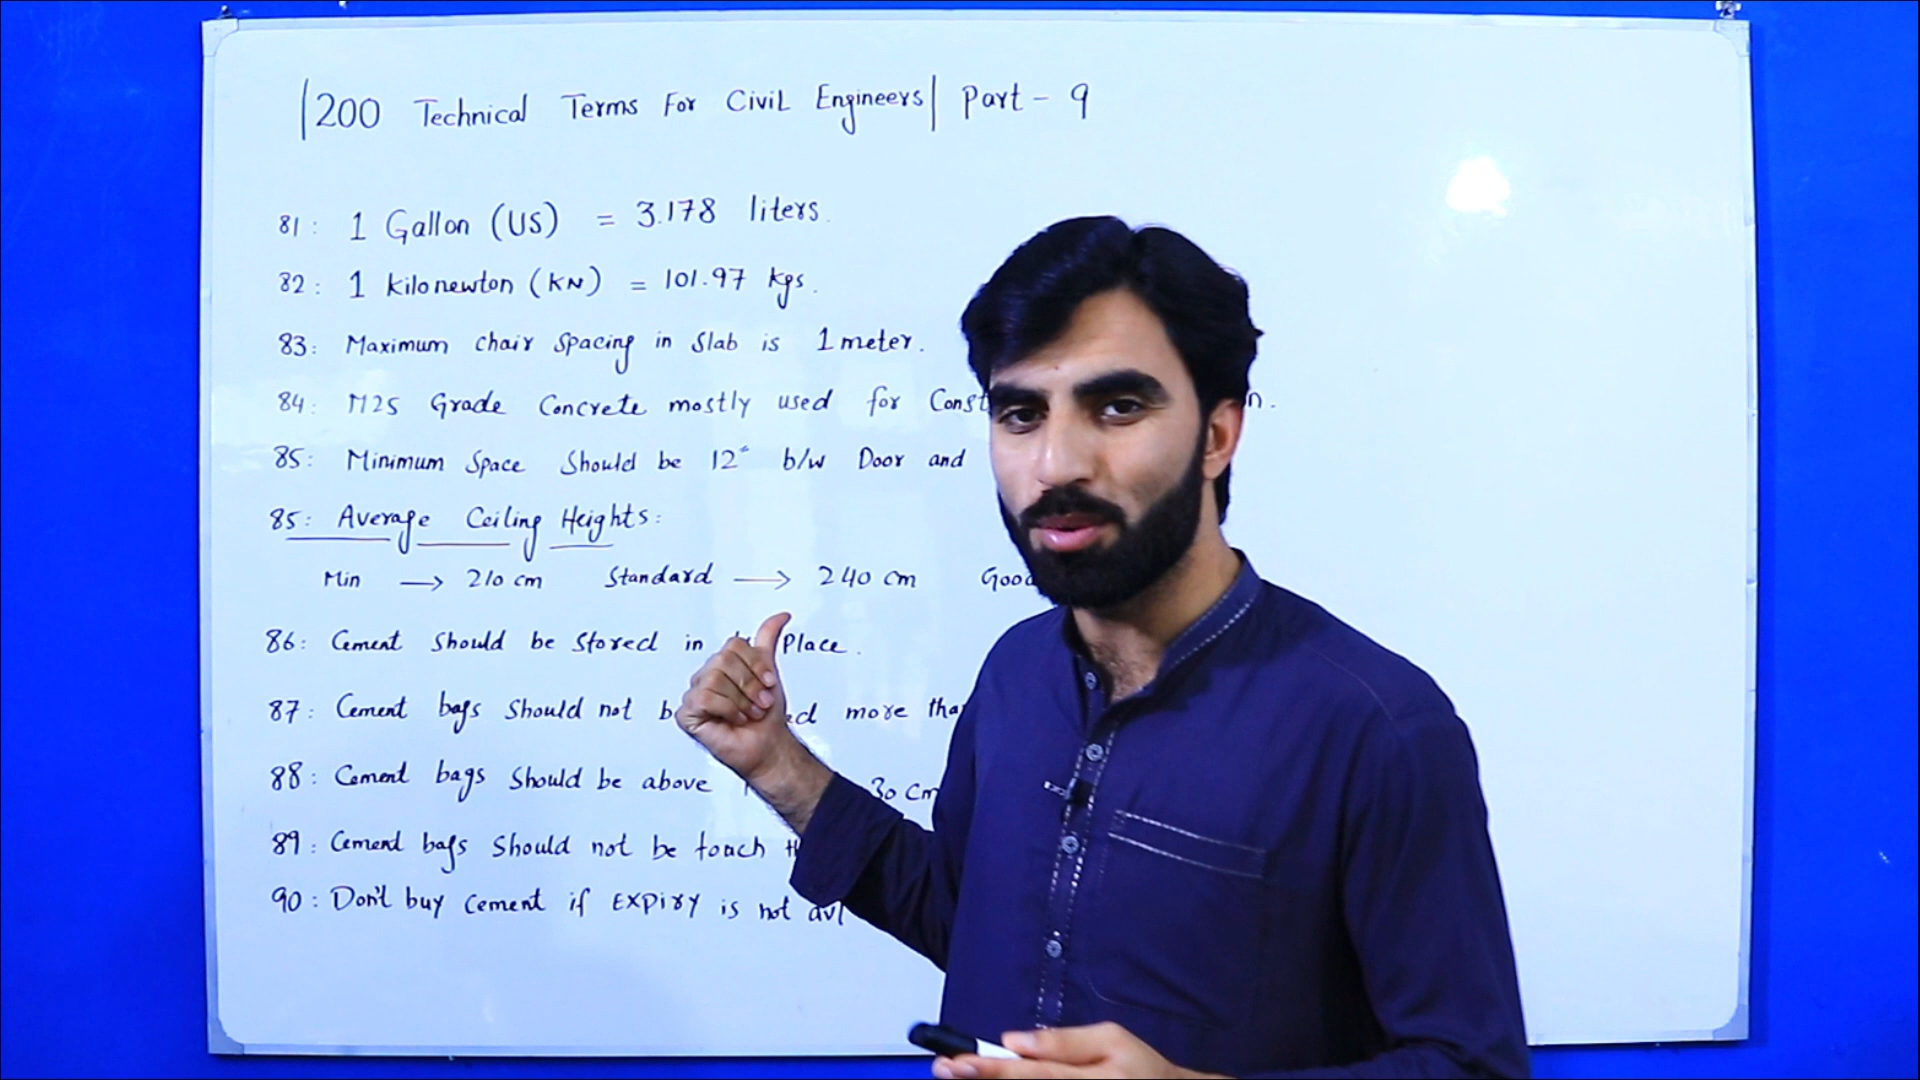 |200 Technical Terms For Civil Engineers| Part - 9
81: 1 Gallon (US) = 3.178 liters.
82: 1 kilonewton (KN) = 101.97 kgs.
83: Maximum chair Spacing in Slab is 1 meter.
84: M25 Grade Concrete mostly used for
85: Minimum Space Should be 12" b/w Door and
85: Average Ceiling Heights:
Min → 210 cm Standard → 240 cm Good
86: Cement Should be Stored in Place.
87: Cement bags Should not more
88: Cement bags Should be above 30 cm
89: Cement bags Should not be touch
90: Don't buy cement if Expiry is not